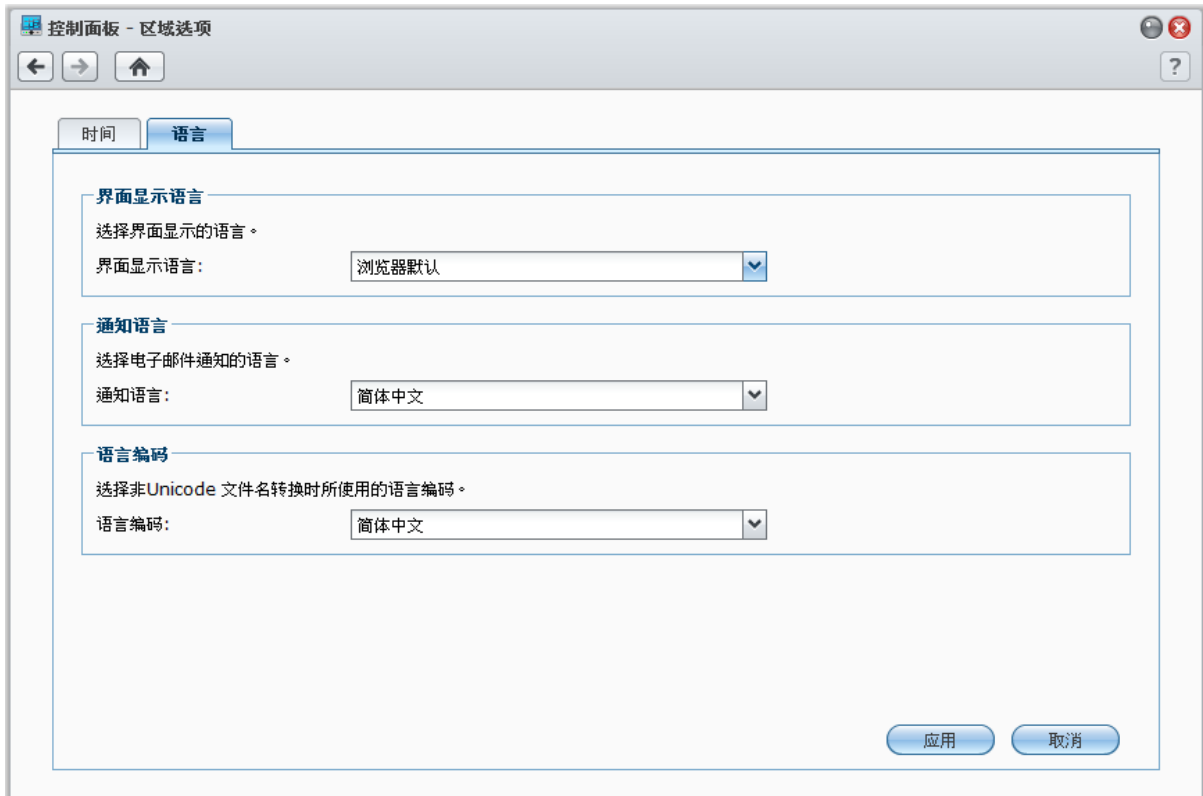 控制面板 - 区域选项
?
时间 语言
界面显示语言
选择界面显示的语言。
界面显示语言: 浏览器默认
通知语言
选择电子邮件通知的语言。
通知语言: 简体中文
语言编码
选择非Unicode 文件名转换时所使用的语言编码。
语言编码: 简体中文
应用 取消